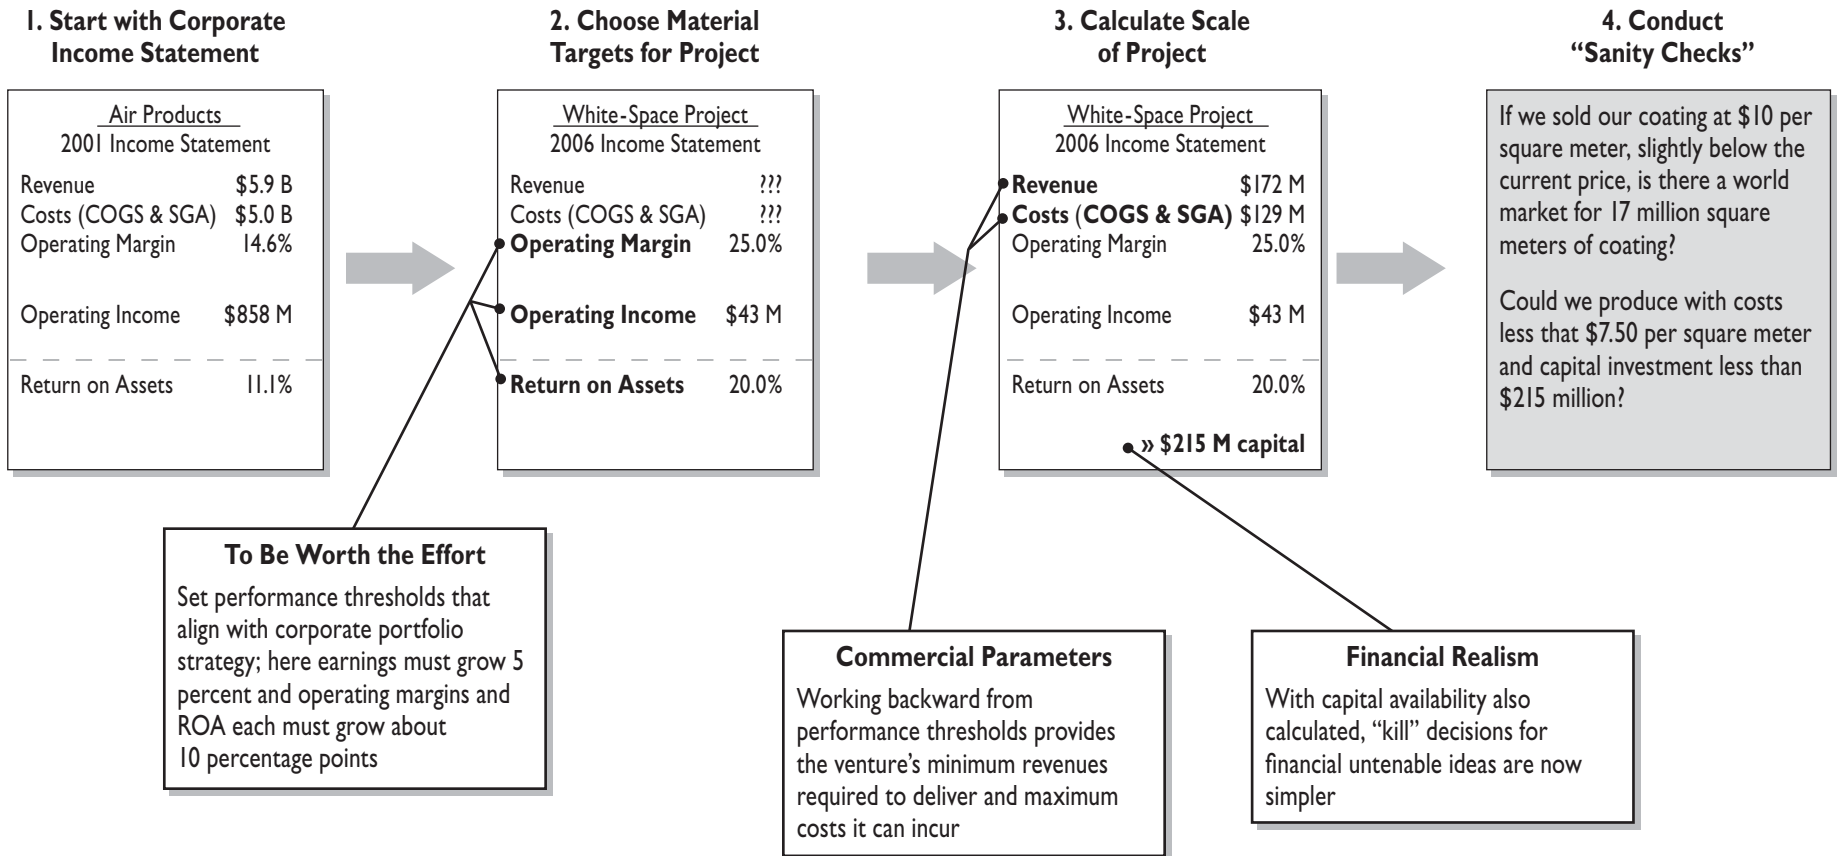 1. Start with Corporate
Income Statement
Air Products
2001 Income Statement
Revenue $5.9 B
Costs (COGS & SGA) $5.0 B
Operating Margin 14.6%
Operating Income $858 M
Return on Assets 11.1%
2. Choose Material
Targets for Project
White-Space Project
2006 Income Statement
Revenue ???
Costs (COGS & SGA) ???
Operating Margin 25.0%
Operating Income $43 M
Return on Assets 20.0%
3. Calculate Scale
of Project
White-Space Project
2006 Income Statement
Revenue $172 M
Costs (COGS & SGA) $129 M
Operating Margin 25.0%
Operating Income $43 M
Return on Assets 20.0%
» $215 M capital
4. Conduct
“Sanity Checks”
If we sold our coating at $10 per
square meter, slightly below the
current price, is there a world
market for 17 million square
meters of coating?
Could we produce with costs
less that $7.50 per square meter
and capital investment less than
$215 million?
To Be Worth the Effort
Set performance thresholds that
align with corporate portfolio
strategy; here earnings must grow 5
percent and operating margins and
ROA each must grow about
10 percentage points
Commercial Parameters
Working backward from
performance thresholds provides
the venture’s minimum revenues
required to deliver and maximum
costs it can incur
Financial Realism
With capital availability also
calculated, “kill” decisions for
financial untenable ideas are now
simpler